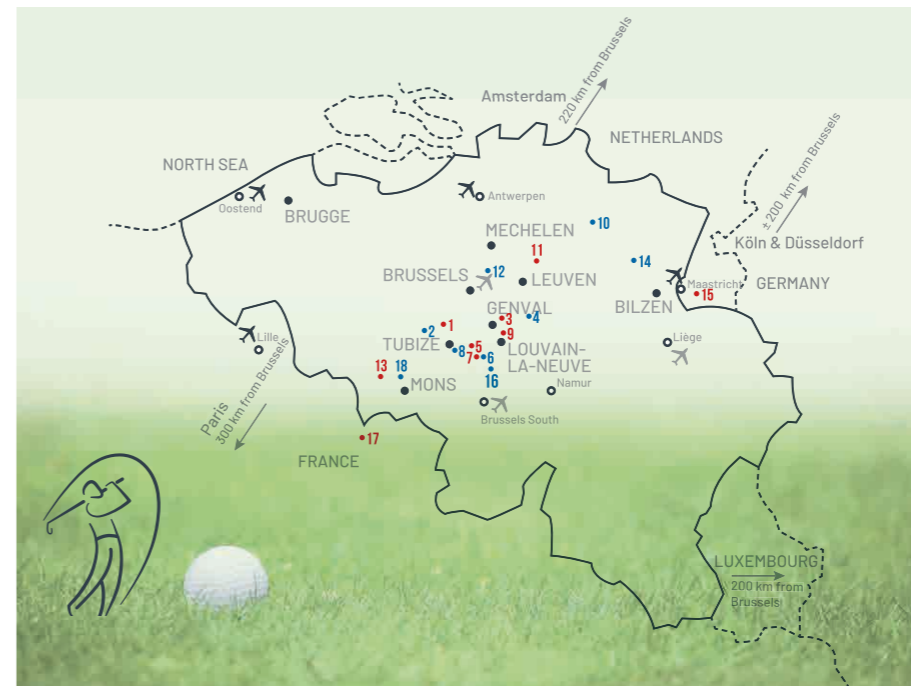 Amsterdam
220 km from Brussels
NETHERLANDS
NORTH SEA
± 200 km from Brussels
Oostend
BRUGGE
Antwerpen
10
MECHELEN
Köln & Düsseldorf
11
14
BRUSSELS
12
LEUVEN
Maastricht
GERMANY
BILZEN
15
GENVAL
3
4
1
2
9
Lille
TUBIZE
8
5
7
6
LOUVAIN-
LA-NEUVE
Liège
13
18
16
MONS
Namur
Brussels South
Paris
300 km from Brussels
17
FRANCE
LUXEMBOURG
200 km from
Brussels